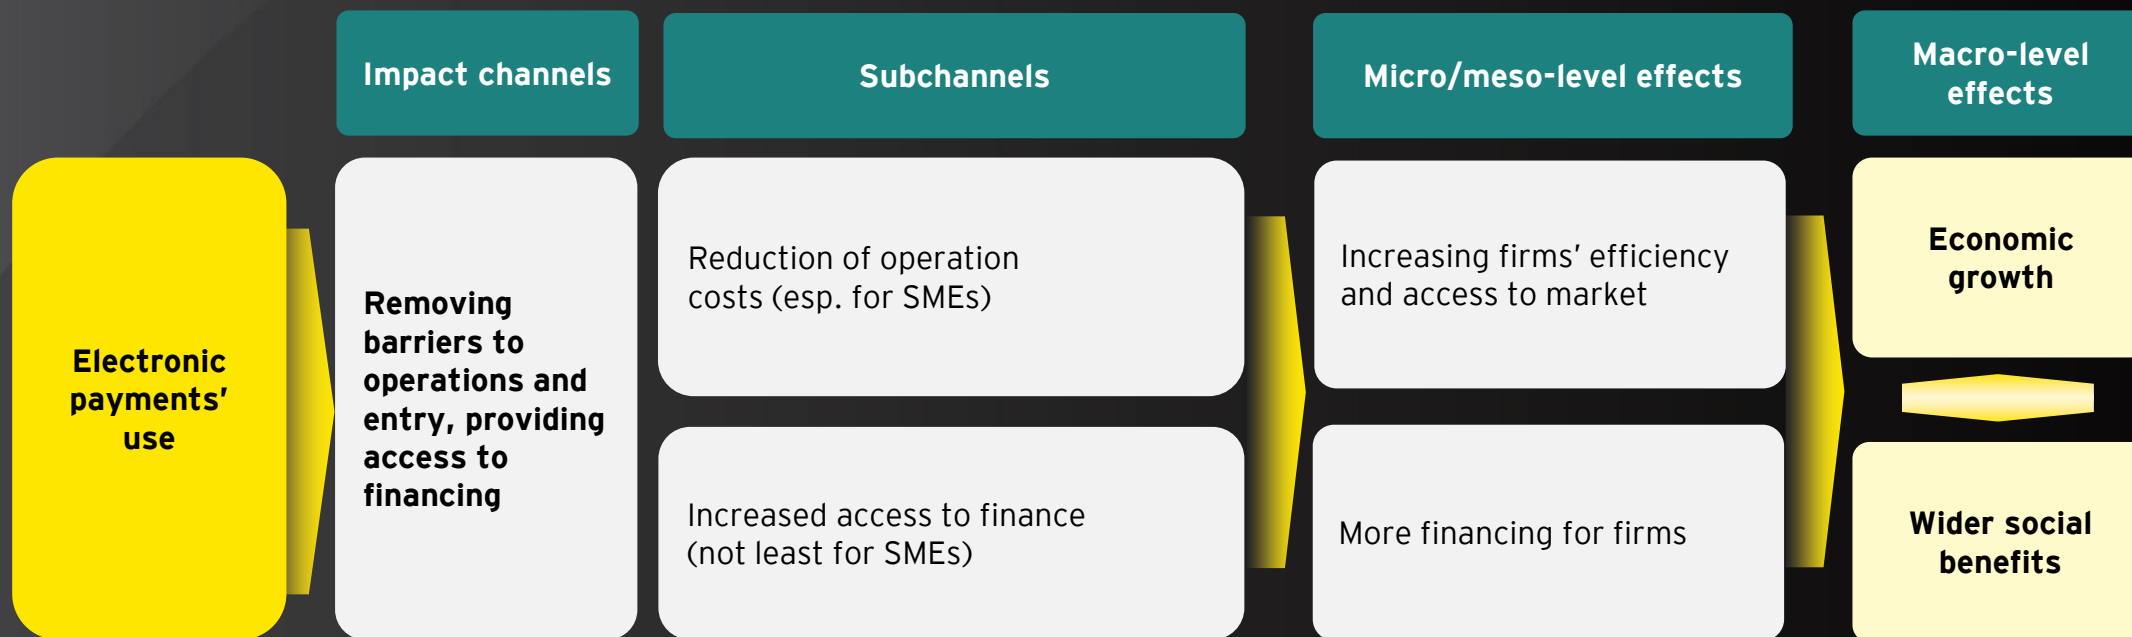 Impact channels
Subchannels
Micro/meso-level effects
Macro-level
effects
Electronic
payments’
use
Removing
barriers to
operations and
entry, providing
access to
financing
Reduction of operation
costs (esp. for SMEs)
Increased access to finance
(not least for SMEs)
Increasing firms’ efficiency
and access to market
More financing for firms
Economic
growth
Wider social
benefits